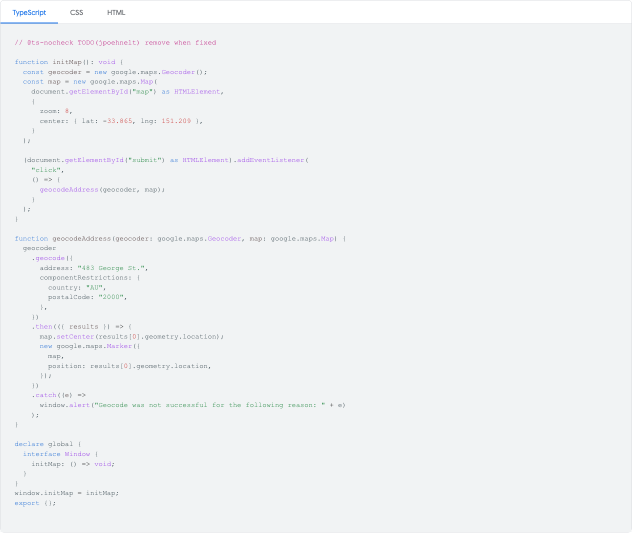 TypeScript CSS HTML
// @ts-nocheck TODO(jpoehnelt) remove when fixed
function initMap(): void {
  const geocoder = new google.maps.Geocoder();
  const map = new google.maps.Map(
    document.getElementById("map") as HTMLElement,
    {
      zoom: 8,
      center: { lat: -33.865, lng: 151.209 },
    }
  );
  (document.getElementById("submit") as HTMLElement).addEventListener(
    "click",
    () => {
      geocodeAddress(geocoder, map);
    }
  );
}
function geocodeAddress(geocoder: google.maps.Geocoder, map: google.maps.Map) {
  geocoder
    .geocode({
      address: "483 George St.",
      componentRestrictions: {
        country: "AU",
        postalCode: "2000",
      },
    })
    .then(({ results }) => {
      map.setCenter(results[0].geometry.location);
      new google.maps.Marker({
        map,
        position: results[0].geometry.location,
      });
    })
    .catch((e) =>
      window.alert("Geocode was not successful for the following reason: " + e)
    );
}
declare global {
  interface Window {
    initMap: () => void;
  }
}
window.initMap = initMap;
export {};